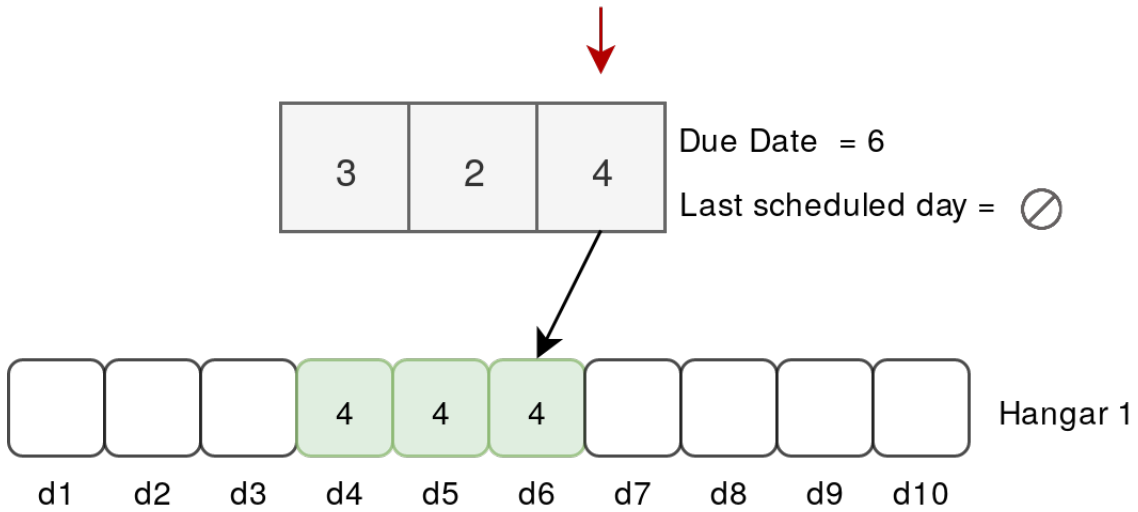 3 2 4
Due Date = 6
Last scheduled day =
4 4 4
Hangar 1
d1 d2 d3 d4 d5 d6 d7 d8 d9 d10